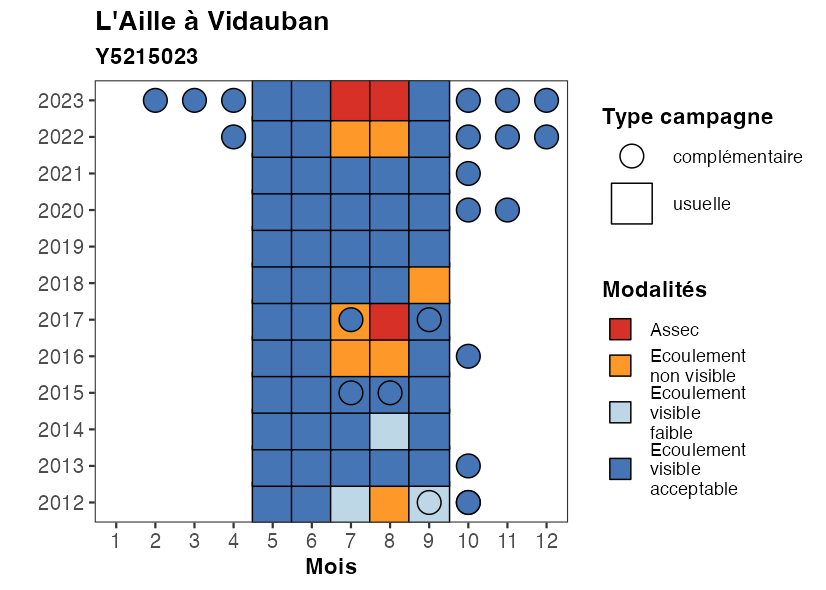 L'Aille à Vidauban
Y5215023
2023
2022
2021
2020
2019
2018
2017
2016
2015
2014
2013
2012
1 2 3 4 5 6 7 8 9 10 11 12
Mois
Type campagne
complémentaire
usuelle
Modalités
Assec
Ecoulement
non visible
Ecoulement
visible
faible
Ecoulement
visible
acceptable